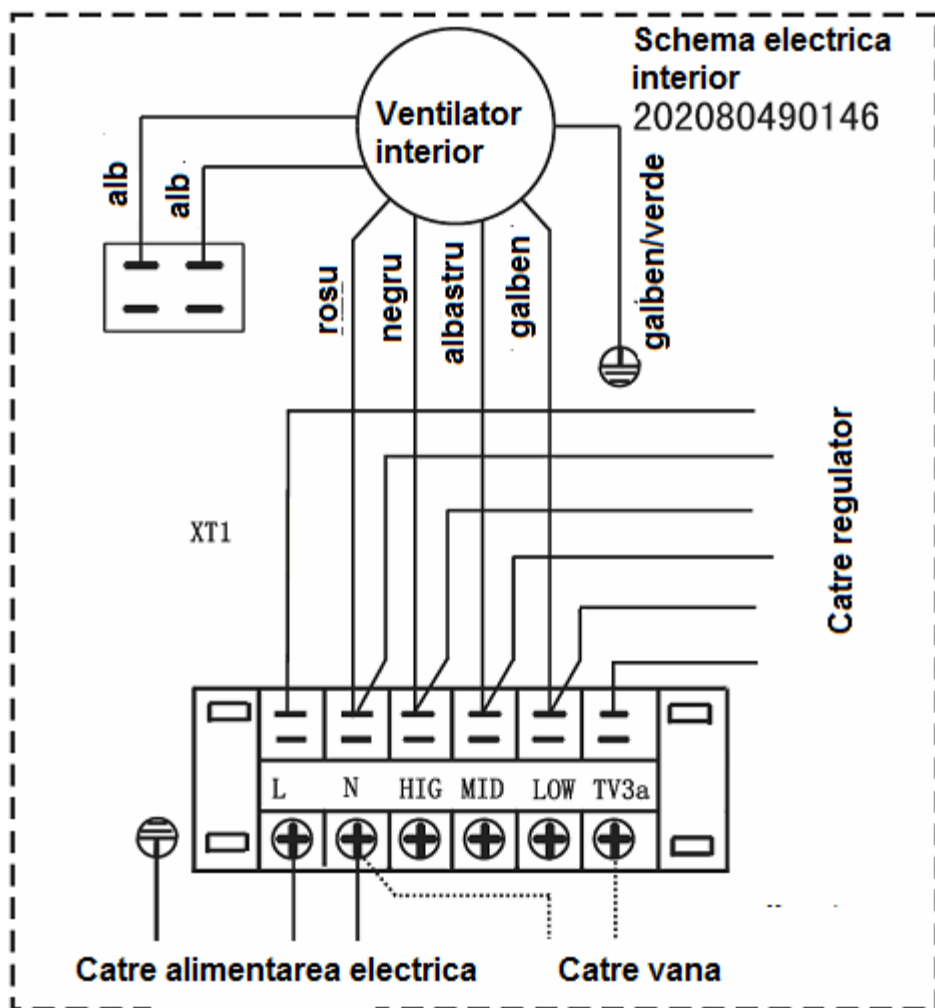 Schema electrica
interior
202080490146
Ventilator
interior
alb
alb
rosu
negru
albastru
galben
galben/verde
Catre regulator
XT1
L N HIG MID LOW TV3a
Catre alimentarea electrica
Catre vana